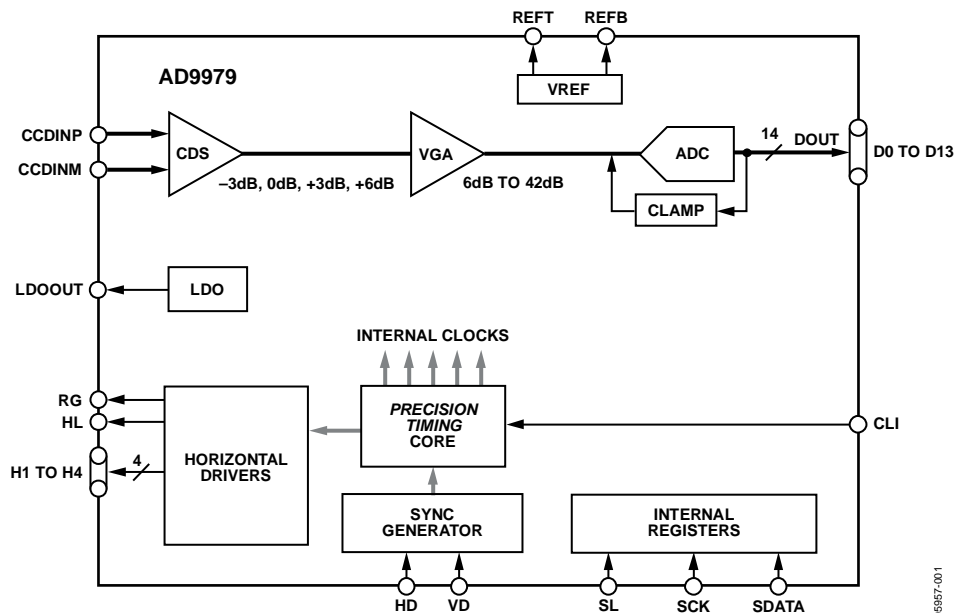 REFT REFB
AD9979
VREF
CCDINP
CCDINM
CDS
–3dB, 0dB, +3dB, +6dB
VGA
6dB TO 42dB
ADC
CLAMP
14
DOUT
D0 TO D13
LDOOUT
LDO
INTERNAL CLOCKS
RG
HL
H1 TO H4
4
HORIZONTAL
DRIVERS
PRECISION
TIMING
CORE
CLI
SYNC
GENERATOR
INTERNAL
REGISTERS
HD VD SL SCK SDATA